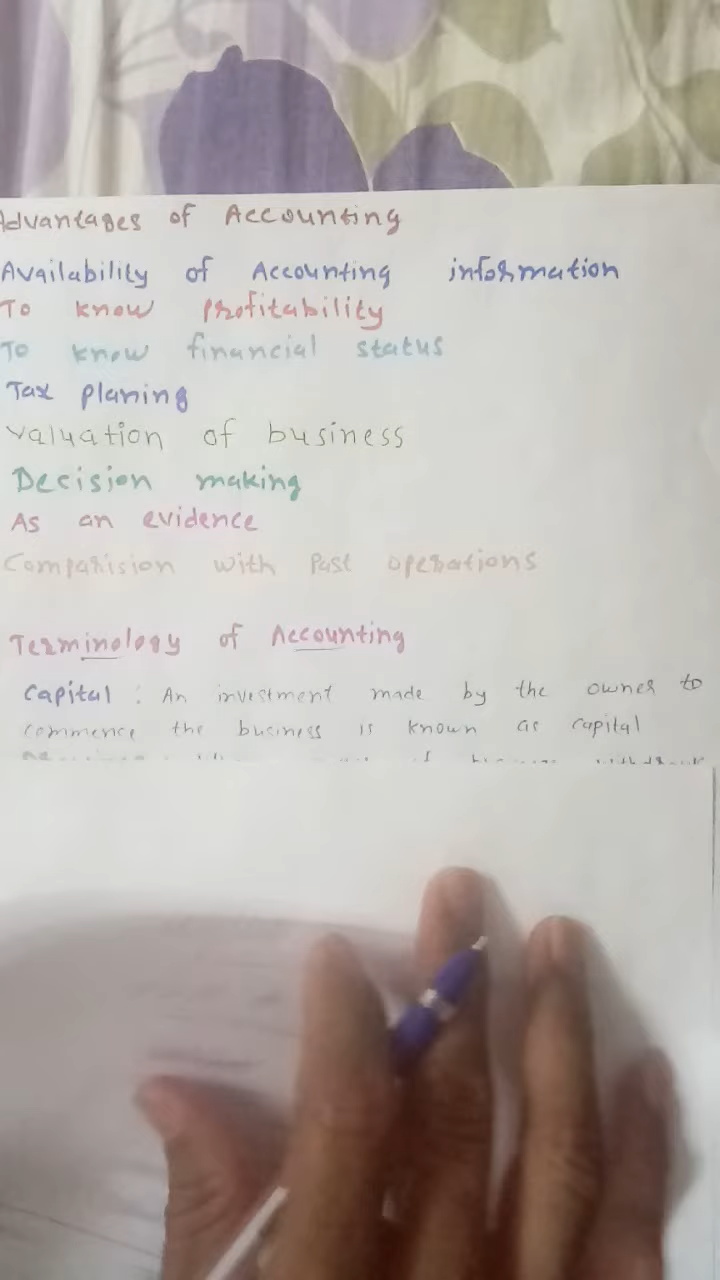 Advantages of Accounting
Availability of Accounting information
To know profitability
To know financial status
Tax planing
Valuation of business
Decision making
As an evidence
Comparision with Past operations
Terminology of Accounting
Capital : An investment made by the owner to
commence the business is known as capital